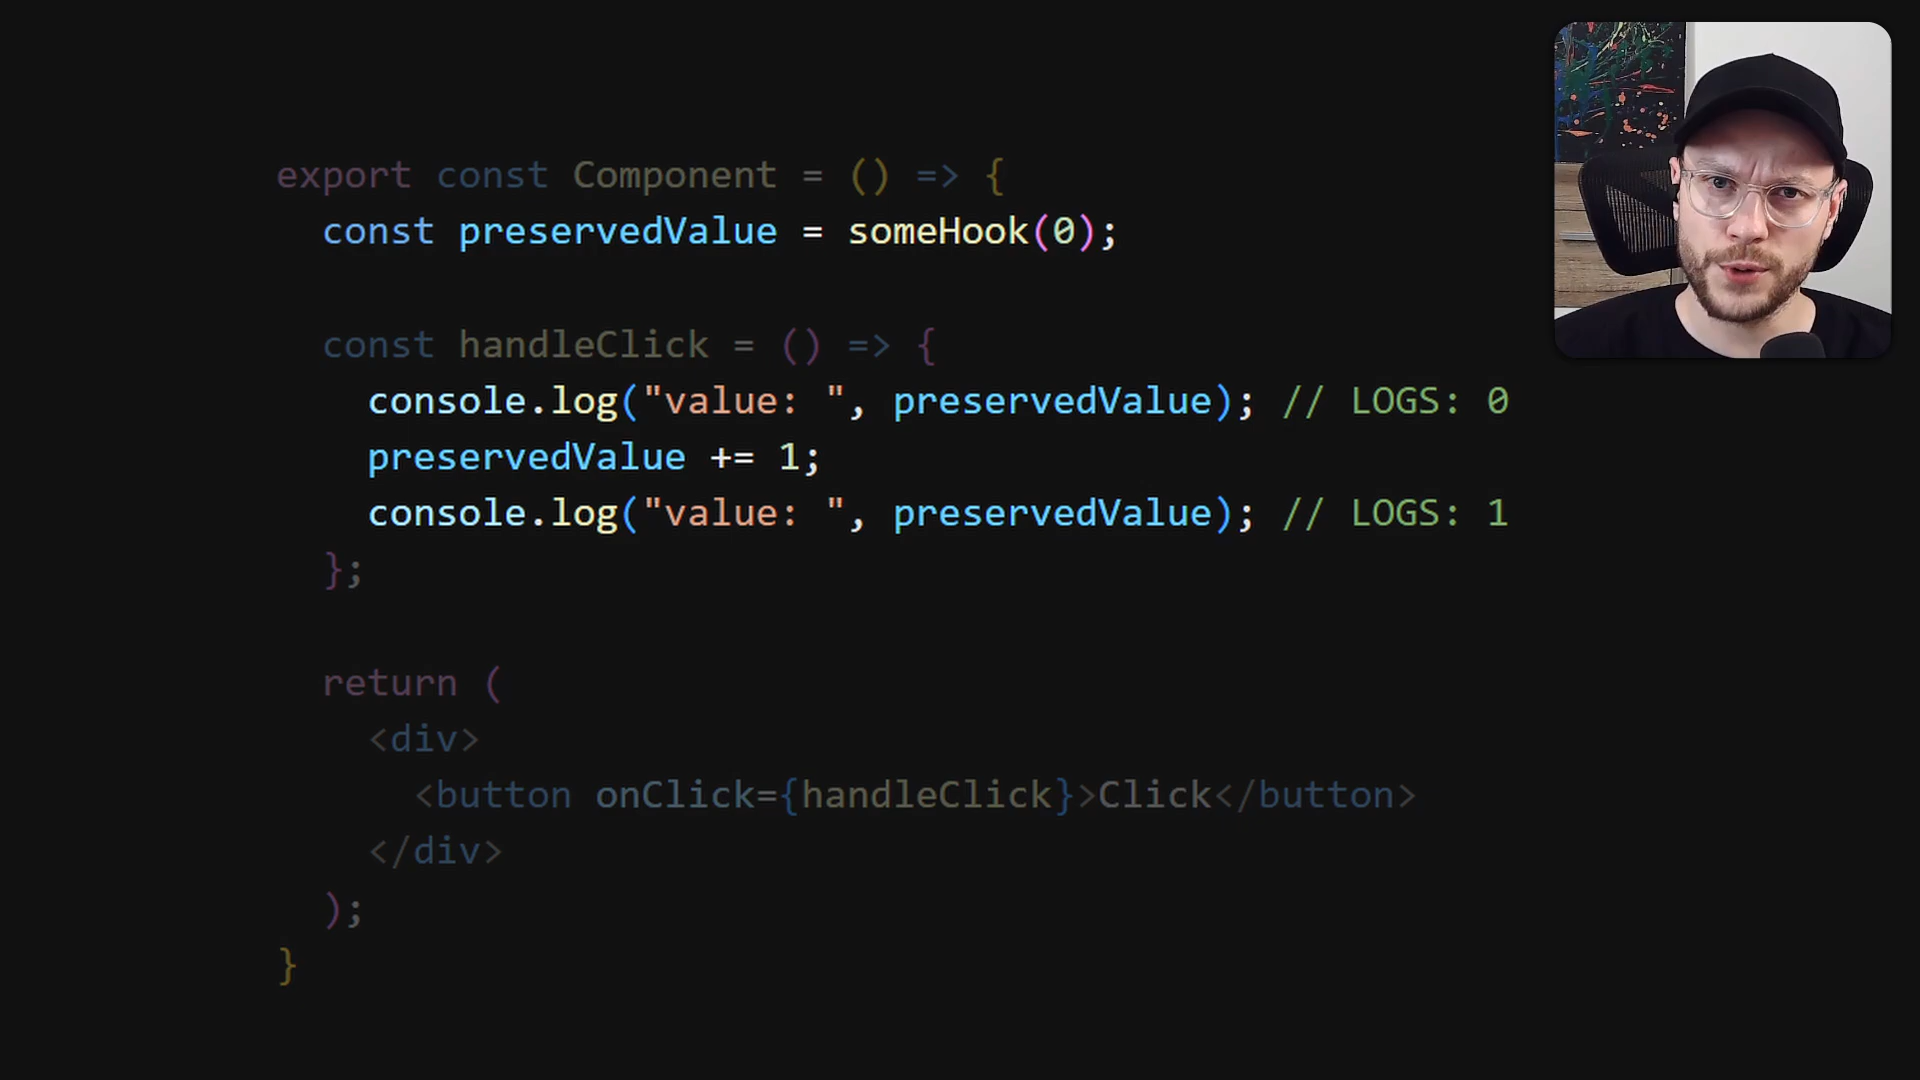 export const Component = () => {
const preservedValue = someHook(0);
const handleClick = () => {
console.log("value: ", preservedValue); // LOGS: 0
preservedValue += 1;
console.log("value: ", preservedValue); // LOGS: 1
};
return (
<div>
<button onClick={handleClick}>Click</button>
</div>
);
}